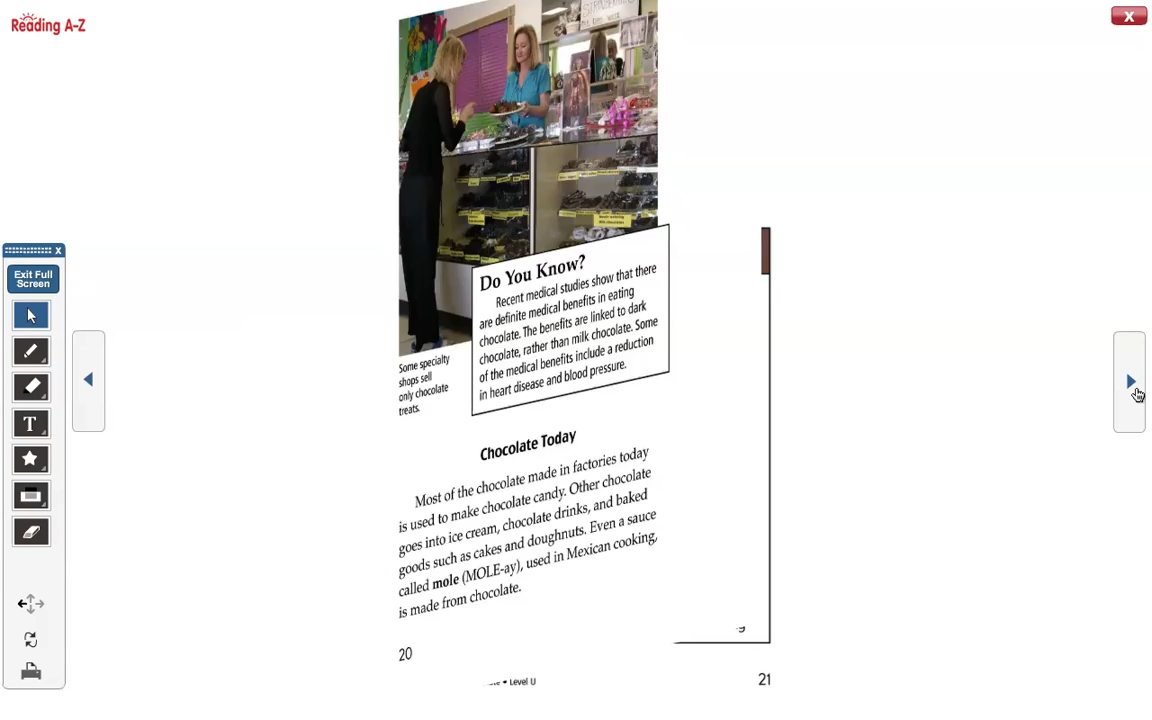 Reading A-Z
X
x
Exit Full
Screen
T
Do You Know?
Recent medical studies show that there
are definite medical benefits in eating
chocolate. The benefits are linked to dark
chocolate, rather than milk chocolate. Some
of the medical benefits include a reduction
in heart disease and blood pressure.
Some specialty
shops sell
only chocolate
treats.
Chocolate Today
Most of the chocolate made in factories today
is used to make chocolate candy. Other chocolate
goes into ice cream, chocolate drinks, and baked
goods such as cakes and doughnuts. Even a sauce
called mole (MOLE-ay), used in Mexican cooking,
is made from chocolate.
20
• Level U
21